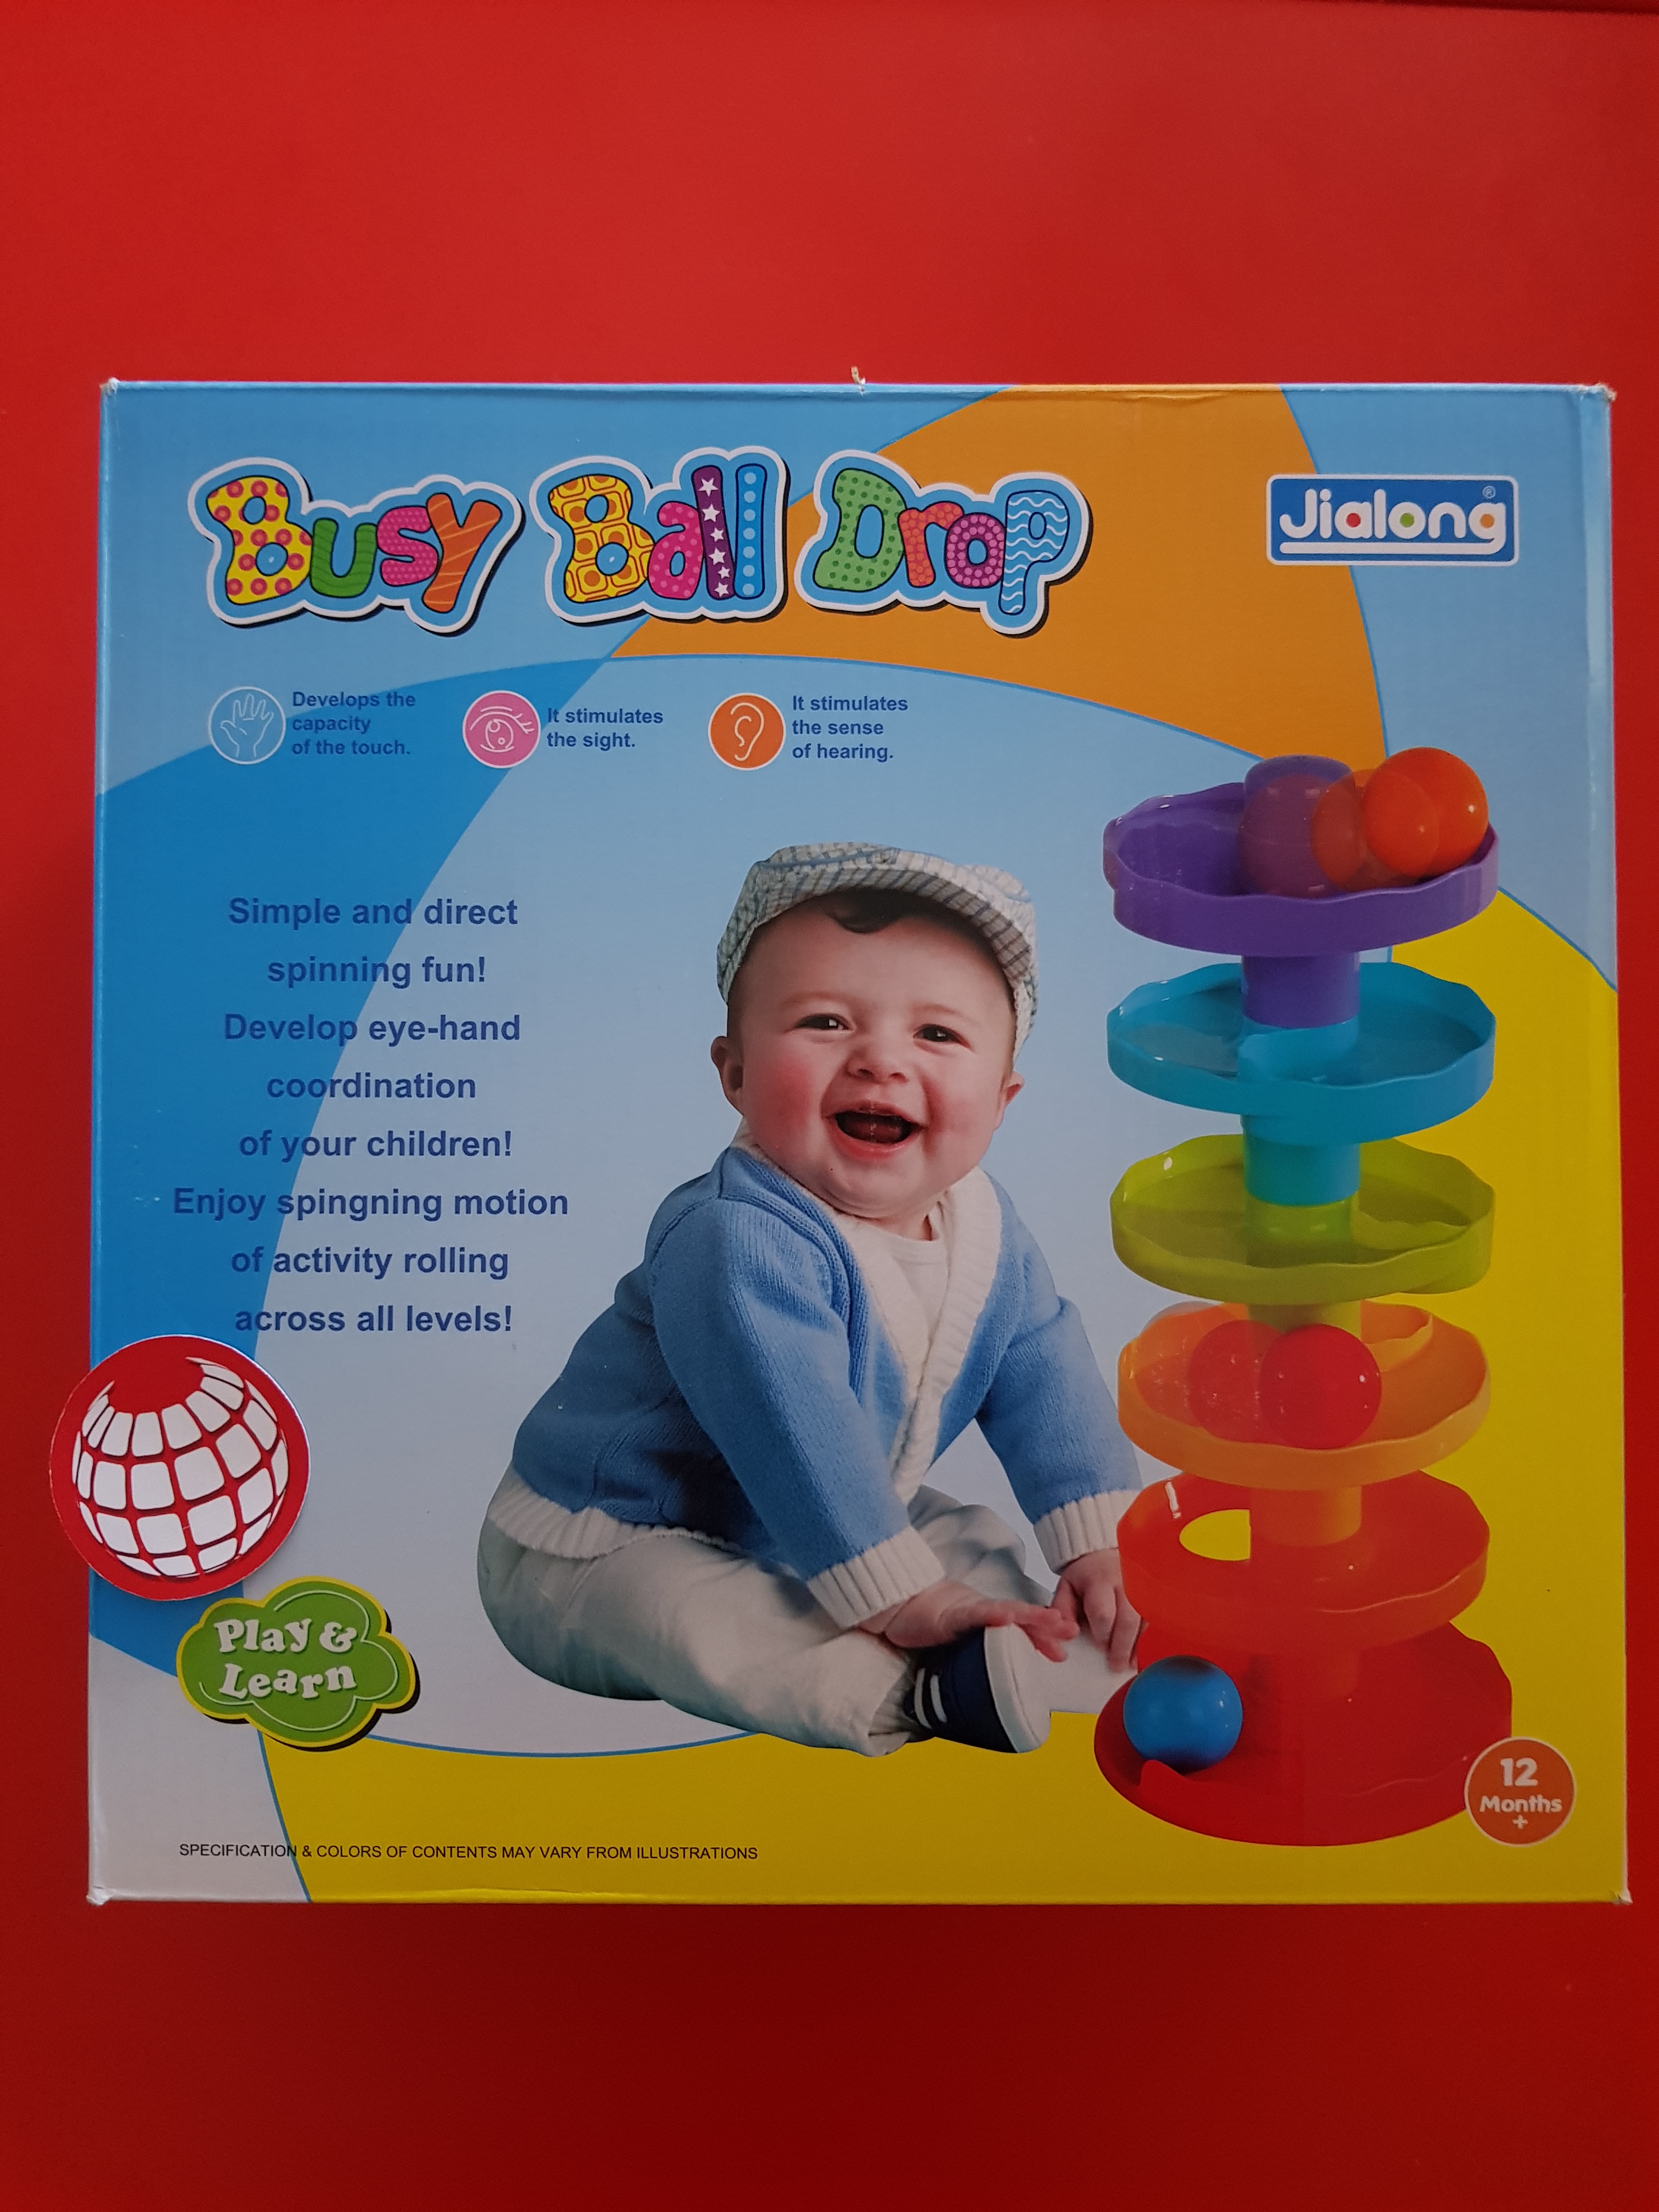 Busy Ball Drop
Jialong®
Develops the
capacity
of the touch.
It stimulates
the sight.
It stimulates
the sense
of hearing.
Simple and direct
spinning fun!
Develop eye-hand
coordination
of your children!
Enjoy spingning motion
of activity rolling
across all levels!
Play &
Learn
12
Months
+
SPECIFICATION & COLORS OF CONTENTS MAY VARY FROM ILLUSTRATIONS